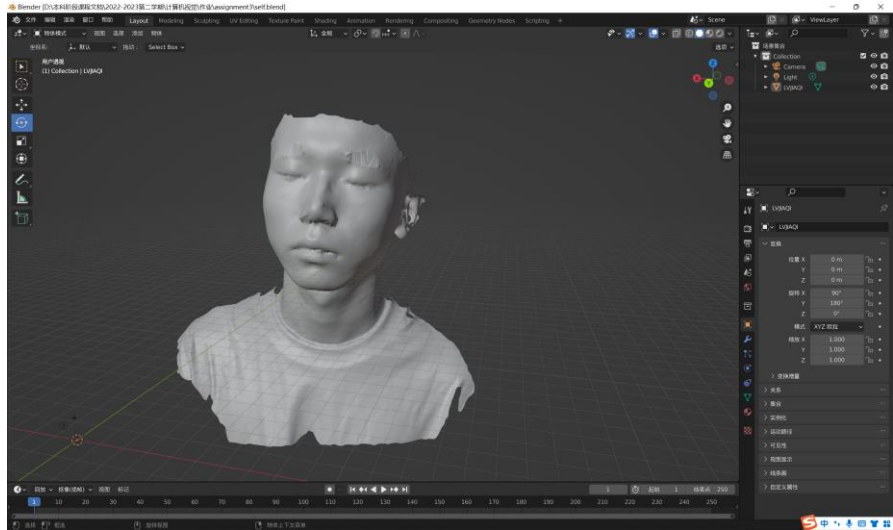 Blender [D:\本科阶段课程文档\2022-2023第二学期\计算机视觉\作业\assignment3\self.blend]
文件 编辑 渲染 窗口 帮助 Layout Modeling Sculpting UV Editing Texture Paint Shading Animation Rendering Compositing Geometry Nodes Scripting + Scene ViewLayer
物体模式 视图 选择 添加 物体 全局
坐标系: 默认 拖动: Select Box 选项
用户透视
(1) Collection | LVJIAQI
场景集合
Collection
Camera
Light
LVJIAQI
LVJIAQI
LVJIAQI
变换
位置 X 0 m
Y 0 m
Z 0 m
旋转 X 90°
Y 180°
Z 0°
模式 XYZ 欧拉
缩放 X 1.000
Y 1.000
Z 1.000
变换增量
关系
集合
实例化
运动路径
可见性
视图显示
线条画
自定义属性
回放 抠像(插帧) 视图 标记 1 起始 1 结束点 250
1 10 20 30 40 50 60 70 80 90 100 110 120 130 140 150 160 170 180 190 200 210 220 230 240 250
选择 框选 旋转视图 物体上下文菜单
中